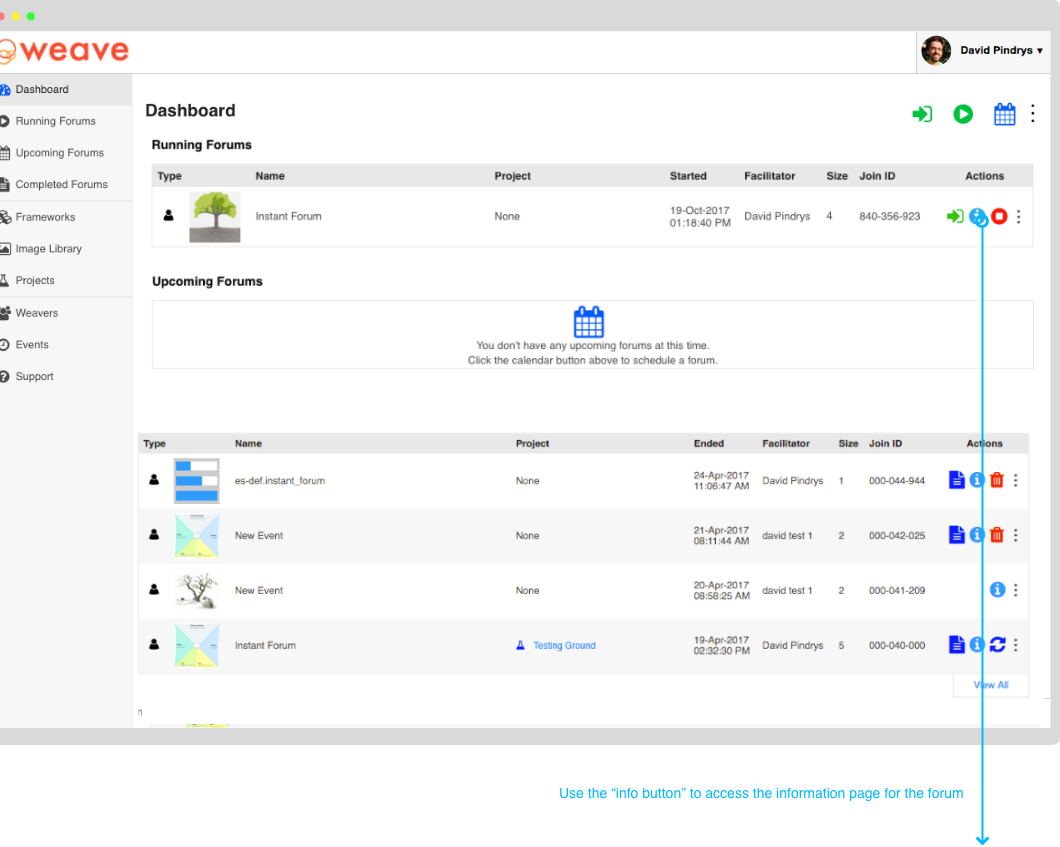 weave
David Pindrys ▾
Dashboard
Running Forums
Upcoming Forums
Completed Forums
Frameworks
Image Library
Projects
Weavers
Events
Support
Dashboard
Running Forums
Type Name Project Started Facilitator Size Join ID Actions
Instant Forum None 19-Oct-2017 01:18:40 PM David Pindrys 4 840-356-923
Upcoming Forums
You don't have any upcoming forums at this time.
Click the calendar button above to schedule a forum.
Type Name Project Ended Facilitator Size Join ID Actions
es-def.instant_forum None 24-Apr-2017 11:06:47 AM David Pindrys 1 000-044-944
New Event None 21-Apr-2017 08:11:44 AM david test 1 2 000-042-025
New Event None 20-Apr-2017 08:58:25 AM david test 1 2 000-041-209
Instant Forum Testing Ground 19-Apr-2017 02:32:30 PM David Pindrys 5 000-040-000
View All
Use the “info button” to access the information page for the forum